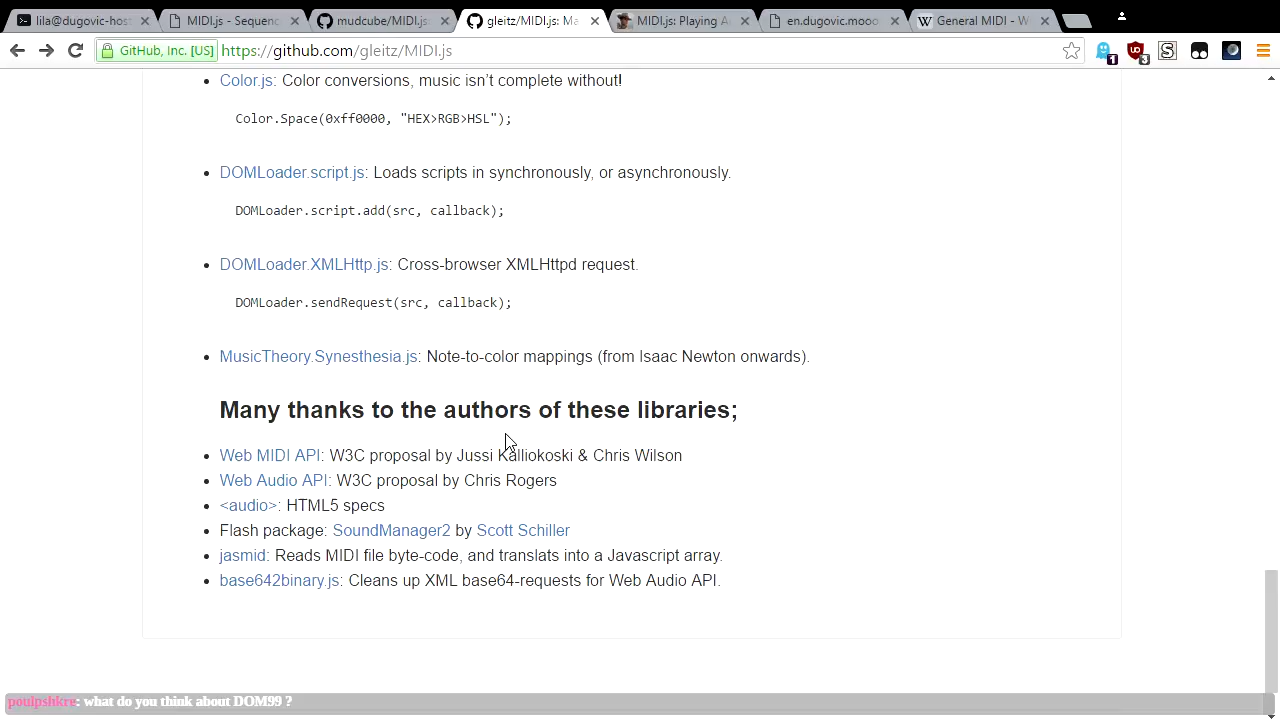 lila@dugovic-host
MIDI.js - Sequenc
mudcube/MIDI.js
gleitz/MIDI.js: Ma
MIDI.js: Playing A
en.dugovic.moo
General MIDI - W
GitHub, Inc. [US] https://github.com/gleitz/MIDI.js
1
3
S
• Color.js: Color conversions, music isn’t complete without!
Color.Space(0xff0000, "HEX>RGB>HSL");
• DOMLoader.script.js: Loads scripts in synchronously, or asynchronously.
DOMLoader.script.add(src, callback);
• DOMLoader.XMLHttp.js: Cross-browser XMLHttpd request.
DOMLoader.sendRequest(src, callback);
• MusicTheory.Synesthesia.js: Note-to-color mappings (from Isaac Newton onwards).
Many thanks to the authors of these libraries;
• Web MIDI API: W3C proposal by Jussi Kalliokoski & Chris Wilson
• Web Audio API: W3C proposal by Chris Rogers
• <audio>: HTML5 specs
• Flash package: SoundManager2 by Scott Schiller
• jasmid: Reads MIDI file byte-code, and translats into a Javascript array.
• base642binary.js: Cleans up XML base64-requests for Web Audio API.
poulpshkre: what do you think about DOM99 ?